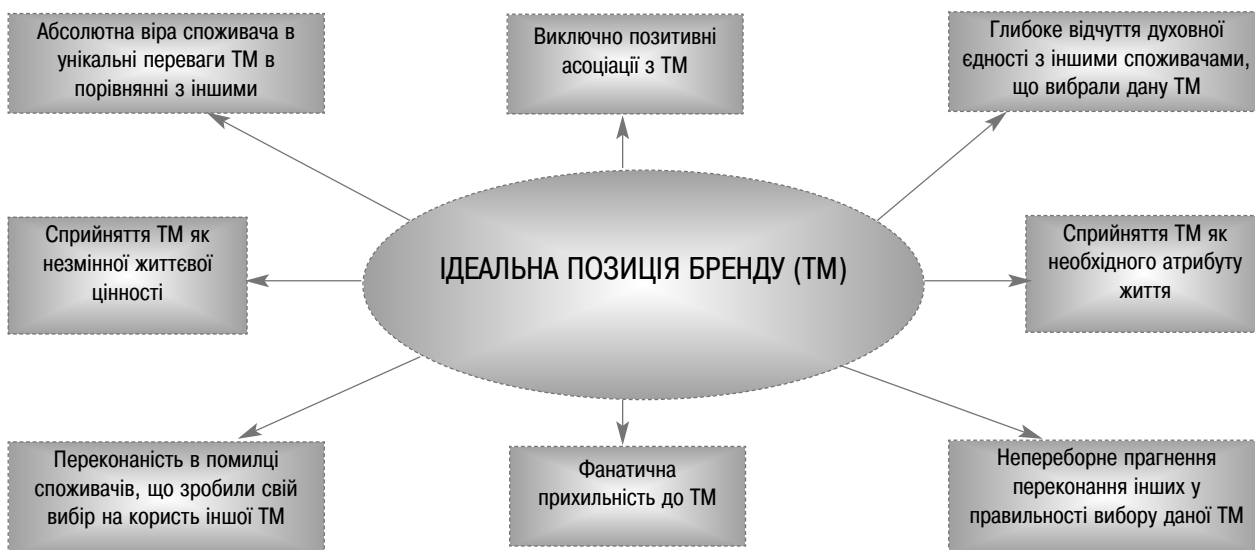 Абсолютна віра споживача в
унікальні переваги ТМ в
порівнянні з іншими
Виключно позитивні
асоціації з ТМ
Глибоке відчуття духовної
єдності з іншими споживачами,
що вибрали дану ТМ
Сприйняття ТМ як
незмінної життєвої
цінності
ІДЕАЛЬНА ПОЗИЦІЯ БРЕНДУ (ТМ)
Сприйняття ТМ як
необхідного атрибуту
життя
Переконаність в помилці
споживачів, що зробили свій
вибір на користь іншої ТМ
Фанатична
прихильність до ТМ
Непереборне прагнення
переконання інших у
правильності вибору даної ТМ